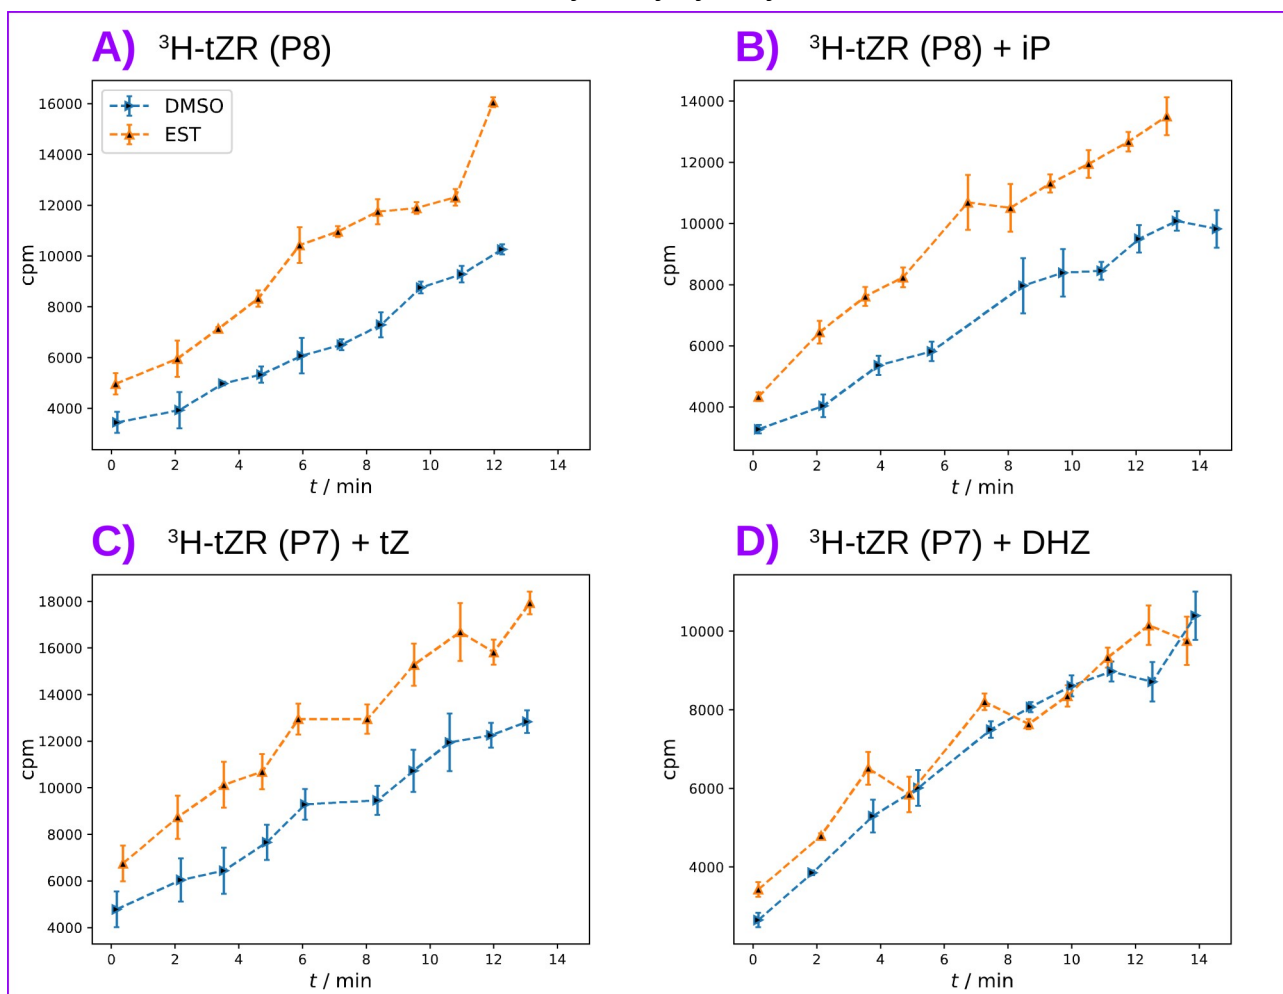 A) ³H-tZR (P8)
B) ³H-tZR (P8) + iP
DMSO
EST
16000
14000
12000
10000
8000
6000
4000
cpm
0 2 4 6 8 10 12 14
t / min
14000
12000
10000
8000
6000
4000
cpm
0 2 4 6 8 10 12 14
t / min
C) ³H-tZR (P7) + tZ
D) ³H-tZR (P7) + DHZ
18000
16000
14000
12000
10000
8000
6000
4000
cpm
0 2 4 6 8 10 12 14
t / min
10000
8000
6000
4000
cpm
0 2 4 6 8 10 12 14
t / min